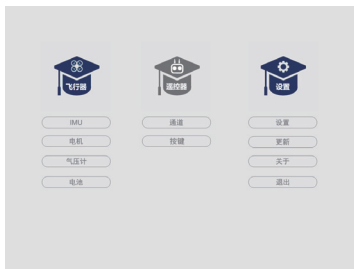 飞行器
IMU
电机
气压计
电池
遥控器
通道
按键
设置
设置
更新
关于
退出